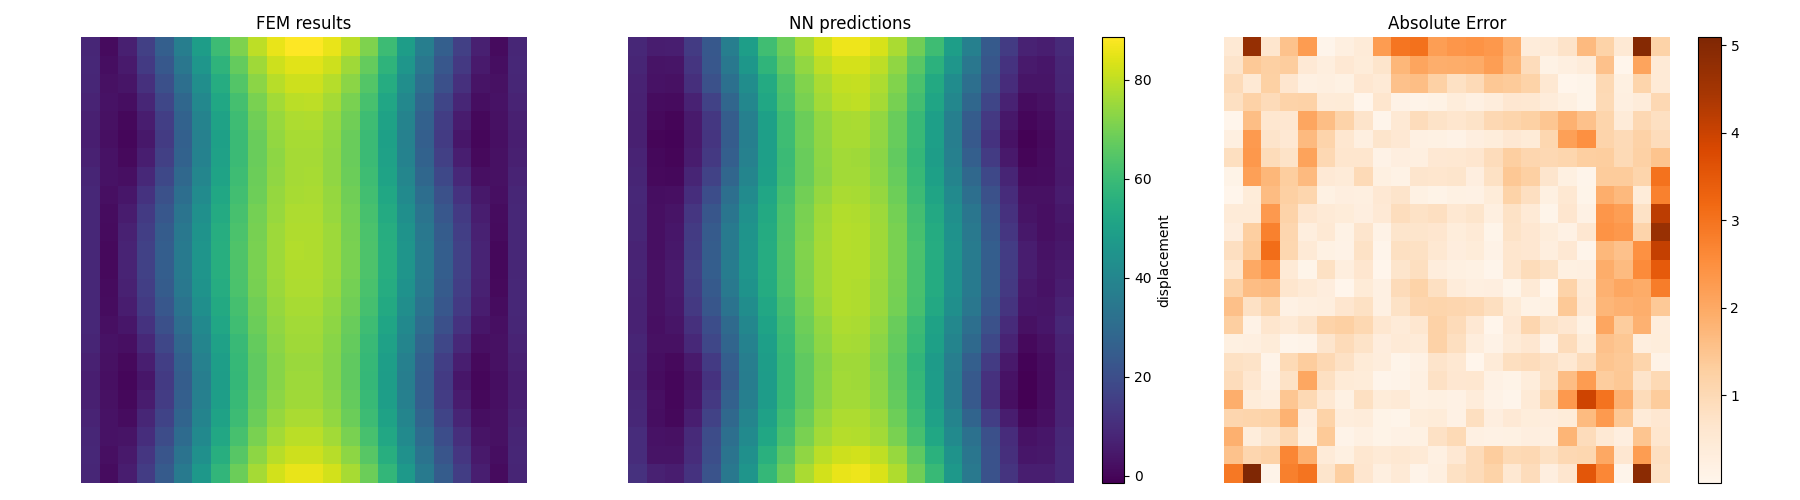 FEM results
NN predictions
Absolute Error
80
60
40
20
0
displacement
5
4
3
2
1